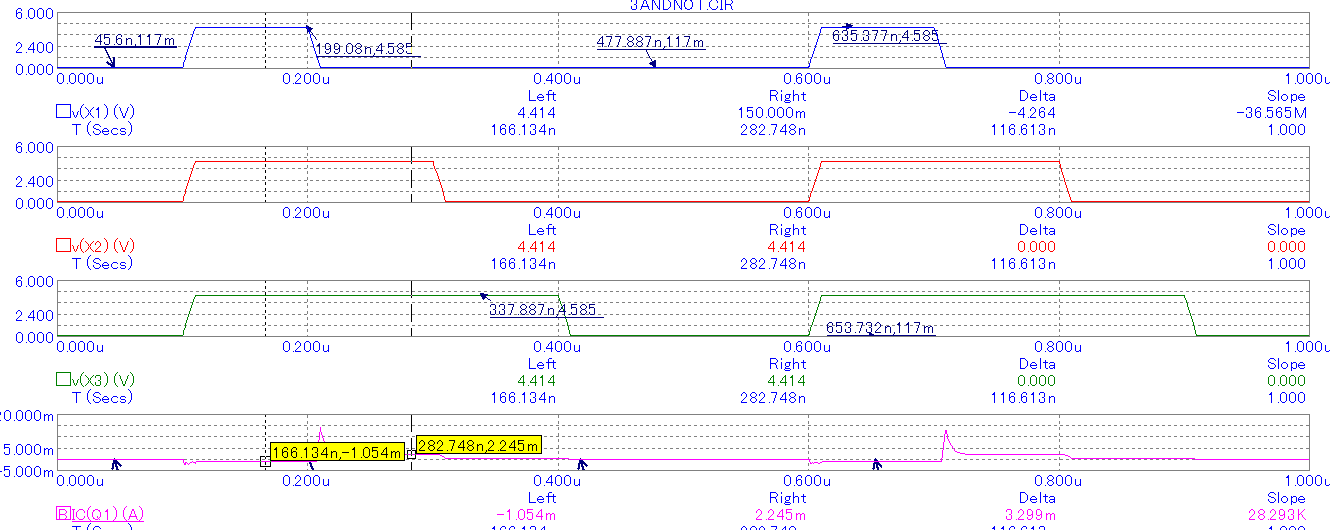 3ANDNOT.CIR
6.000
2.400
0.000
45.6n,117m
199.08n,4.585
477.887n,117m
635.377n,4.585
0.000u 0.200u 0.400u 0.600u 0.800u 1.000u
Left Right Delta Slope
v(X1)(V) 4.414 150.000m -4.264 -36.565M
T(Secs) 166.134n 282.748n 116.613n 1.000
6.000
2.400
0.000
0.000u 0.200u 0.400u 0.600u 0.800u 1.000u
Left Right Delta Slope
v(X2)(V) 4.414 4.414 0.000 0.000
T(Secs) 166.134n 282.748n 116.613n 1.000
6.000
2.400
0.000
337.887n,4.585
653.732n,117m
0.000u 0.200u 0.400u 0.600u 0.800u 1.000u
Left Right Delta Slope
v(X3)(V) 4.414 4.414 0.000 0.000
T(Secs) 166.134n 282.748n 116.613n 1.000
20.000m
5.000m
-5.000m
166.134n,-1.054m
282.748n,2.245m
0.000u 0.200u 0.400u 0.600u 0.800u 1.000u
Left Right Delta Slope
B IC(Q1)(A) -1.054m 2.245m 3.299m 28.293K